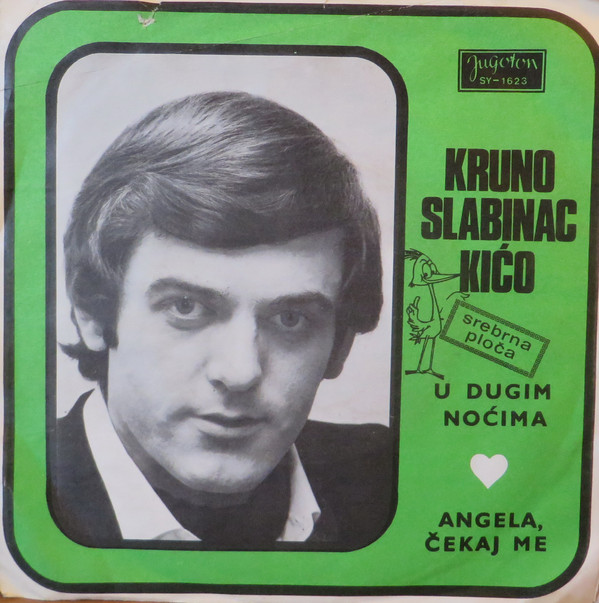 Jugoton
SY-1623
KRUNO
SLABINAC
KIĆO
srebrna
ploča
U DUGIM
NOĆIMA
ANGELA,
ČEKAJ ME